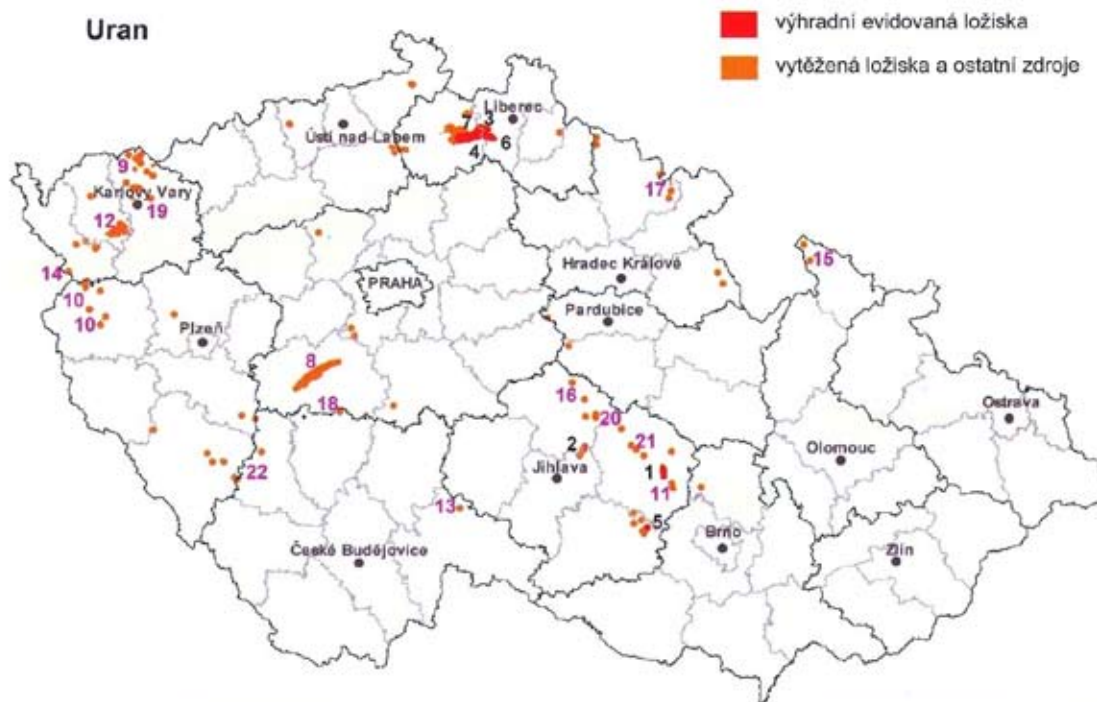 Uran
výhradní evidovaná ložiska
vytěžená ložiska a ostatní zdroje
Liberec
7 3
Ústí nad Labem
4 6
9
Karlovy Vary
19
17
12
14
Hradec Králové
15
10
PRAHA
Pardubice
10
Plzeň
8
16
18
20
Ostrava
2
21
Olomouc
22
Jihlava
1
11
13
5
Brno
České Budějovice
Zlín